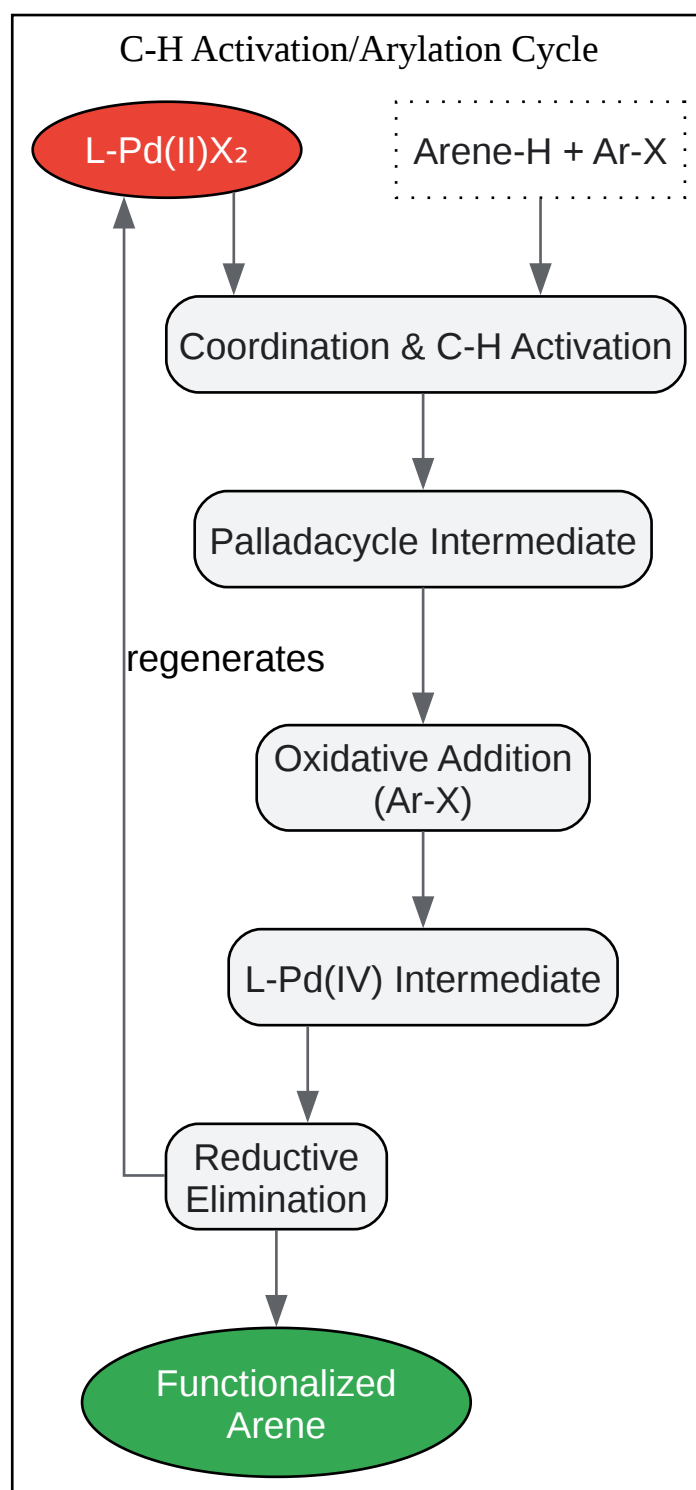 C-H Activation/Arylation Cycle
L-Pd(II)X₂
Arene-H + Ar-X
Coordination & C-H Activation
Palladacycle Intermediate
regenerates
Oxidative Addition
(Ar-X)
L-Pd(IV) Intermediate
Reductive
Elimination
Functionalized
Arene